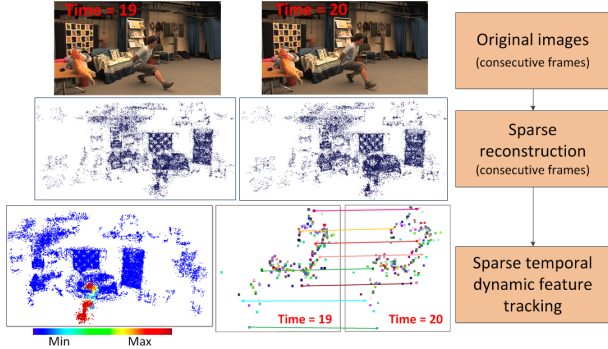 Time = 19
Time = 20
Original images
(consecutive frames)
Sparse
reconstruction
(consecutive frames)
Time = 19
Time = 20
Sparse temporal
dynamic feature
tracking
Min
Max